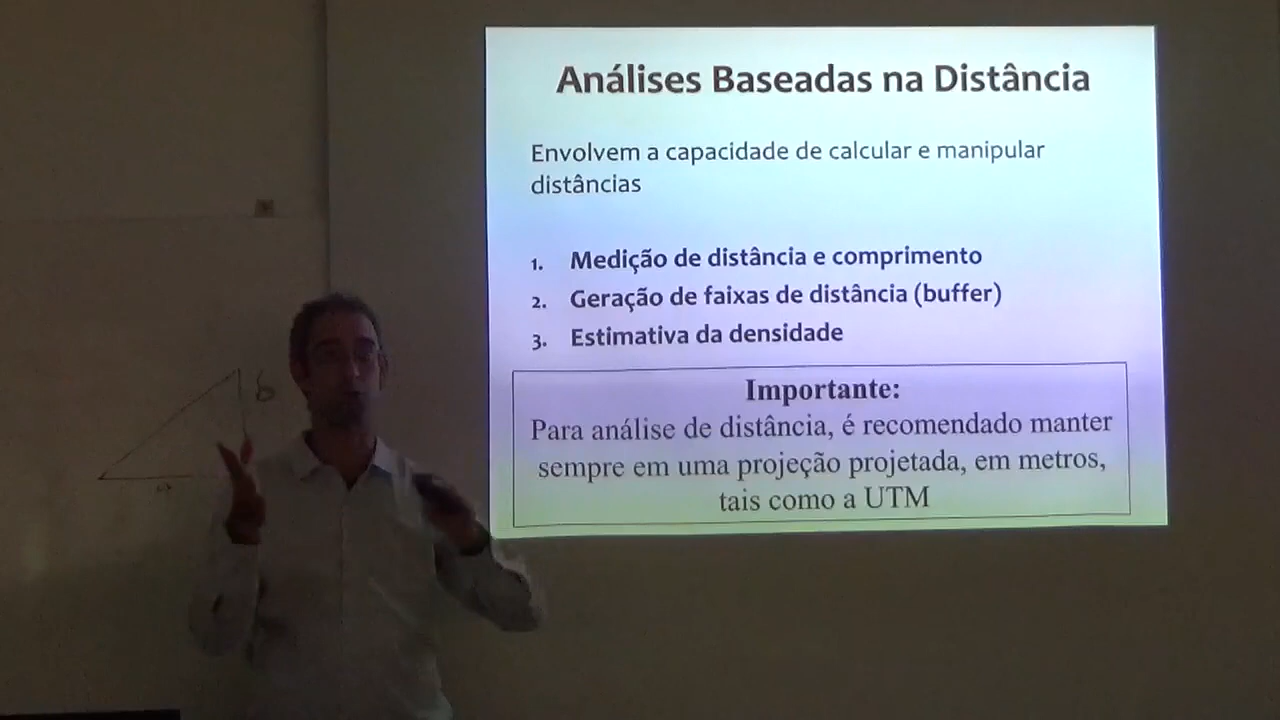 Análises Baseadas na Distância
Envolvem a capacidade de calcular e manipular
distâncias
1. Medição de distância e comprimento
2. Geração de faixas de distância (buffer)
3. Estimativa da densidade
Importante:
Para análise de distância, é recomendado manter
sempre em uma projeção projetada, em metros,
tais como a UTM
b